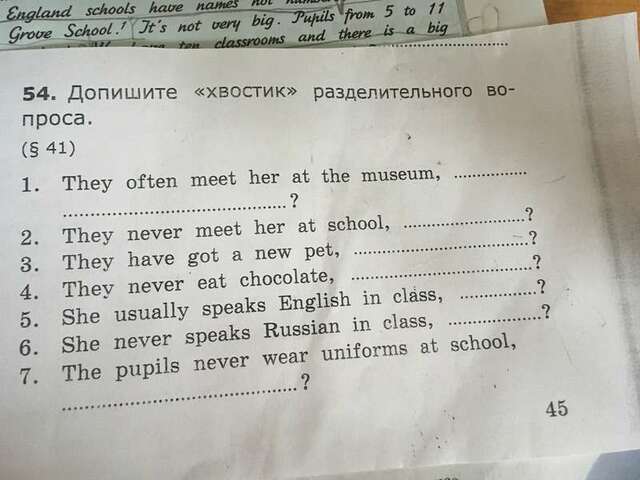 England schools have names not
Grove School! It's not very big. Pupils from 5 to 11
ten classrooms and there is a big
54. Допишите «хвостик» разделительного во-
проса.
(§ 41)
1. They often meet her at the museum, ................
.......................................?
2. They never meet her at school, ......................?
3. They have got a new pet, ................................?
4. They never eat chocolate, .................................?
5. She usually speaks English in class, ..............?
6. She never speaks Russian in class, .................?
7. The pupils never wear uniforms at school,
..........................................?
45